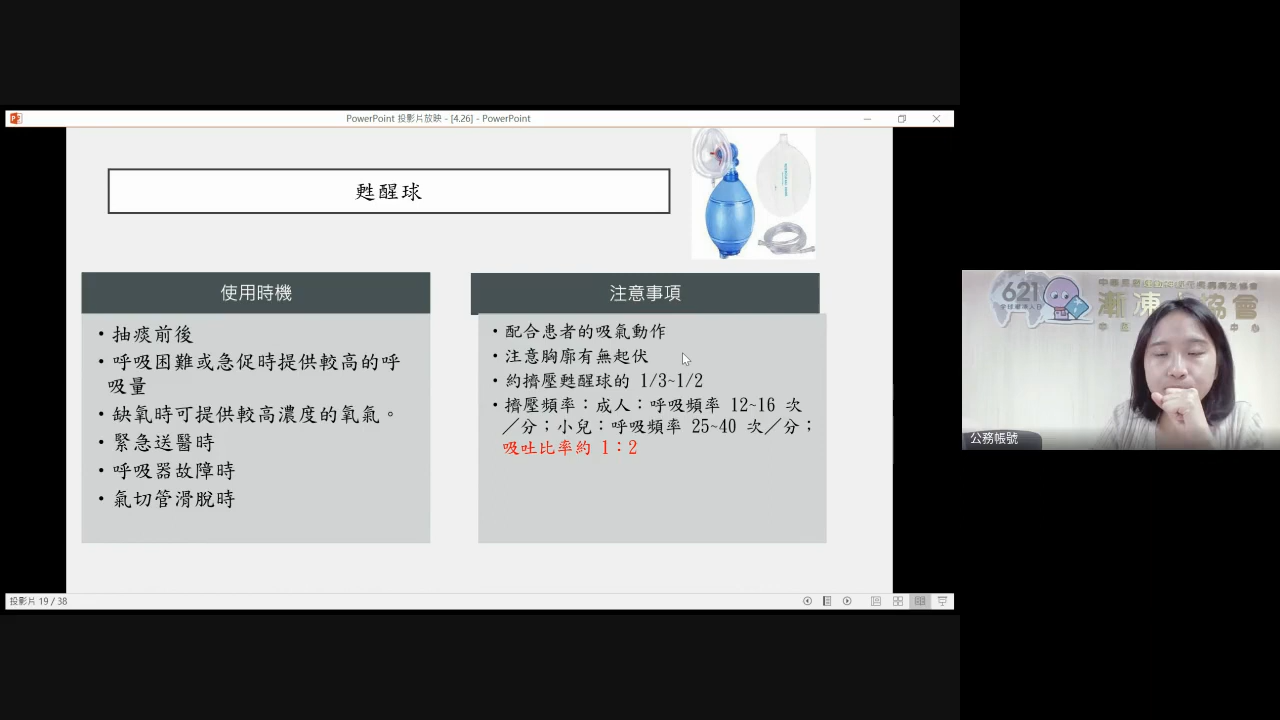 PowerPoint 投影片放映 - [4.26] - PowerPoint
甦醒球
使用時機
• 抽痰前後
• 呼吸困難或急促時提供較高的呼
吸量
• 缺氧時可提供較高濃度的氧氣。
• 緊急送醫時
• 呼吸器故障時
• 氣切管滑脫時
注意事項
• 配合患者的吸氣動作
• 注意胸廓有無起伏
• 約擠壓甦醒球的 1/3~1/2
• 擠壓頻率：成人：呼吸頻率 12~16 次
／分；小兒：呼吸頻率 25~40 次／分；
吸吐比率約 1：2
投影片 19 / 38
621
漸凍人協會
公務帳號